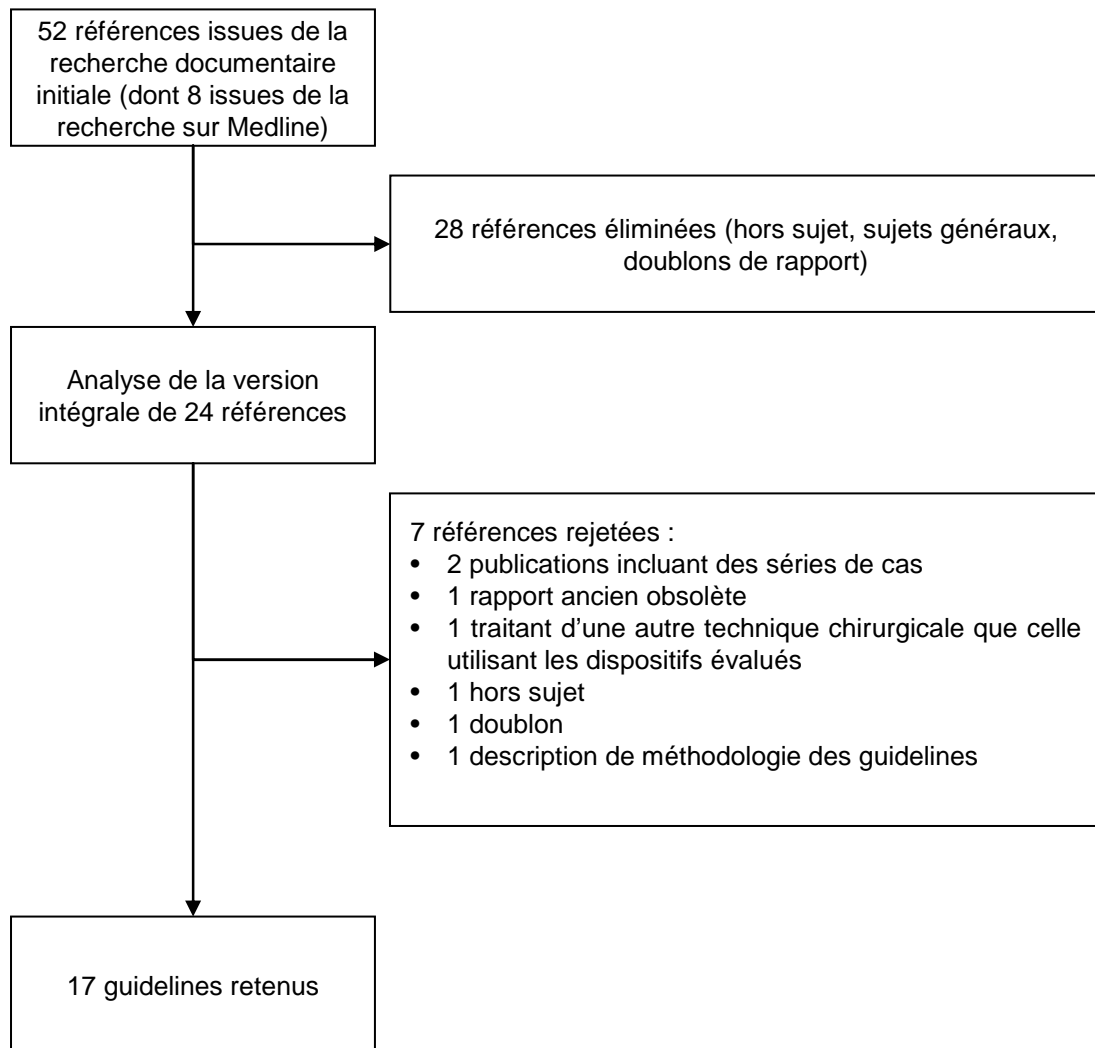 52 références issues de la
recherche documentaire
initiale (dont 8 issues de la
recherche sur Medline)
28 références éliminées (hors sujet, sujets généraux,
doublons de rapport)
Analyse de la version
intégrale de 24 références
7 références rejetées :
• 2 publications incluant des séries de cas
• 1 rapport ancien obsolète
• 1 traitant d’une autre technique chirurgicale que celle
utilisant les dispositifs évalués
• 1 hors sujet
• 1 doublon
• 1 description de méthodologie des guidelines
17 guidelines retenus